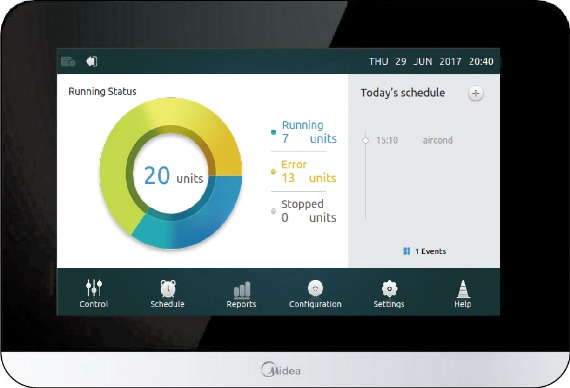 THU 29 JUN 2017 20:40
Running Status
Today's schedule
20 units
Running
7 units
Error
13 units
Stopped
0 units
15:10 aircond
1 Events
Control
Schedule
Reports
Configuration
Settings
Help
Midea